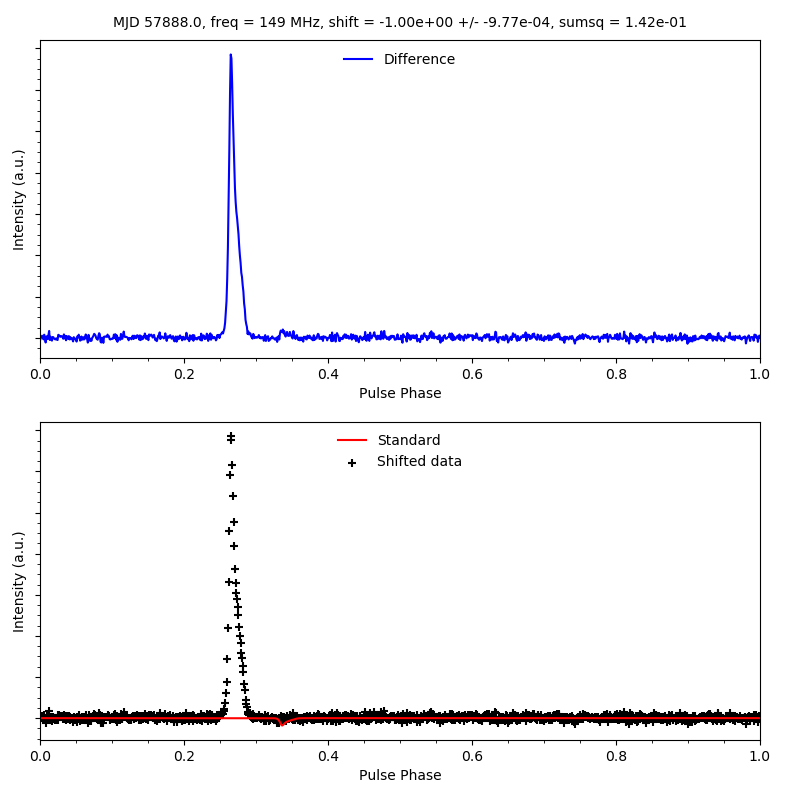 MJD 57888.0, freq = 149 MHz, shift = -1.00e+00 +/- -9.77e-04, sumsq = 1.42e-01
Difference
Intensity (a.u.)
0.0 0.2 0.4 0.6 0.8 1.0
Pulse Phase
Standard
Shifted data
Intensity (a.u.)
0.0 0.2 0.4 0.6 0.8 1.0
Pulse Phase